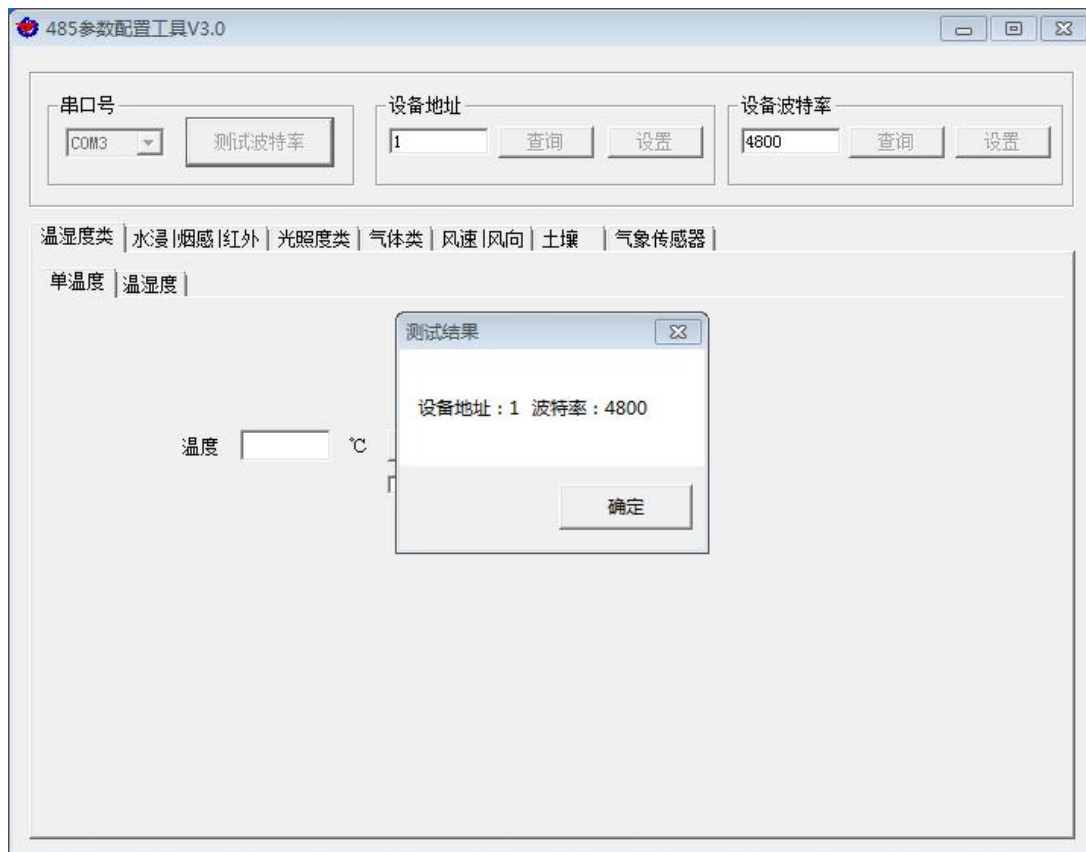 485参数配置工具V3.0
串口号
设备地址
设备波特率
COM3
测试波特率
1
查询
设置
4800
查询
设置
温湿度类
水浸|烟感|红外
光照度类
气体类
风速|风向
土壤
气象传感器
单温度
温湿度
测试结果
设备地址：1 波特率：4800
温度
℃
确定